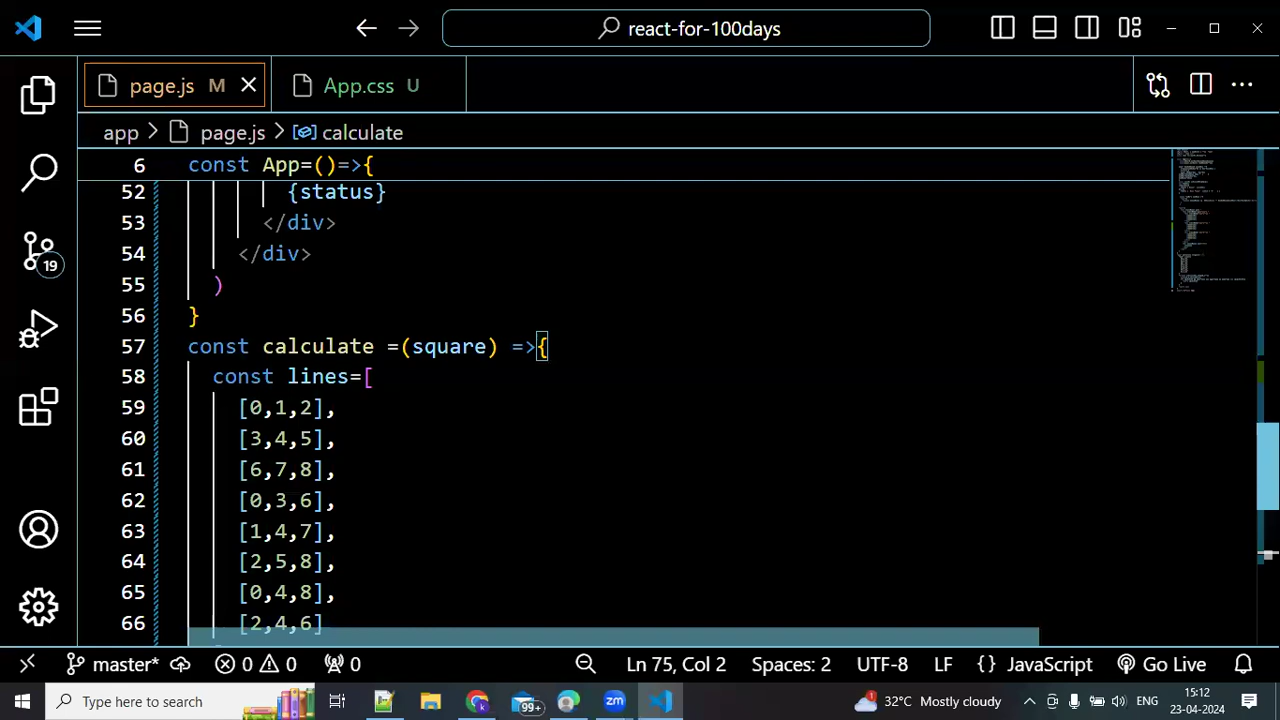 react-for-100days
page.js M
App.css U
app > page.js > calculate
6 const App=()=>{
52 {status}
53 </div>
54 </div>
55 )
56 }
57 const calculate =(square) =>{
58 const lines=[
59 [0,1,2],
60 [3,4,5],
61 [6,7,8],
62 [0,3,6],
63 [1,4,7],
64 [2,5,8],
65 [0,4,8],
66 [2,4,6]
19
master* 0 0 0 Ln 75, Col 2 Spaces: 2 UTF-8 LF {} JavaScript Go Live
Type here to search 99+ zm 1 32°C Mostly cloudy ENG 15:12
23-04-2024